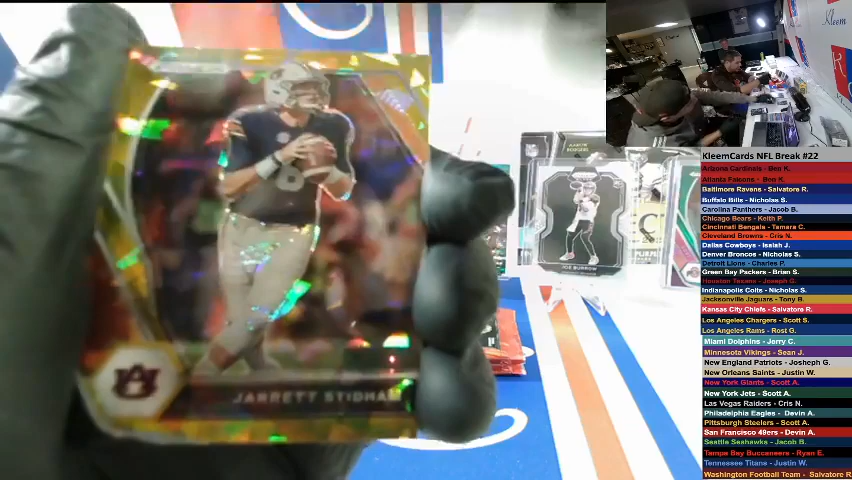 JARRETT STIDHAM
JOE BURROW
Kleem
KleemCards NFL Break #22
Arizona Cardinals - Ben K.
Atlanta Falcons - Ben K.
Baltimore Ravens - Salvatore R.
Buffalo Bills - Nicholas S.
Carolina Panthers - Jacob B.
Chicago Bears - Keith P.
Cincinnati Bengals - Tamara C.
Cleveland Browns - Cris N.
Dallas Cowboys - Isaiah J.
Denver Broncos - Nicholas S.
Detroit Lions - Charles P.
Green Bay Packers - Brian S.
Houston Texans - Joseph G.
Indianapolis Colts - Nicholas S.
Jacksonville Jaguars - Tony B.
Kansas City Chiefs - Salvatore R.
Los Angeles Chargers - Scott S.
Los Angeles Rams - Rost G.
Miami Dolphins - Jerry C.
Minnesota Vikings - Sean J.
New England Patriots - Josheph G.
New Orleans Saints - Justin W.
New York Giants - Scott A.
New York Jets - Scott A.
Las Vegas Raiders - Cris N.
Philadelphia Eagles - Devin A.
Pittsburgh Steelers - Scott A.
San Francisco 49ers - Devin A.
Seattle Seahawks - Jacob B.
Tampa Bay Buccaneers - Ryan E.
Tennessee Titans - Justin W.
Washington Football Team - Salvatore R